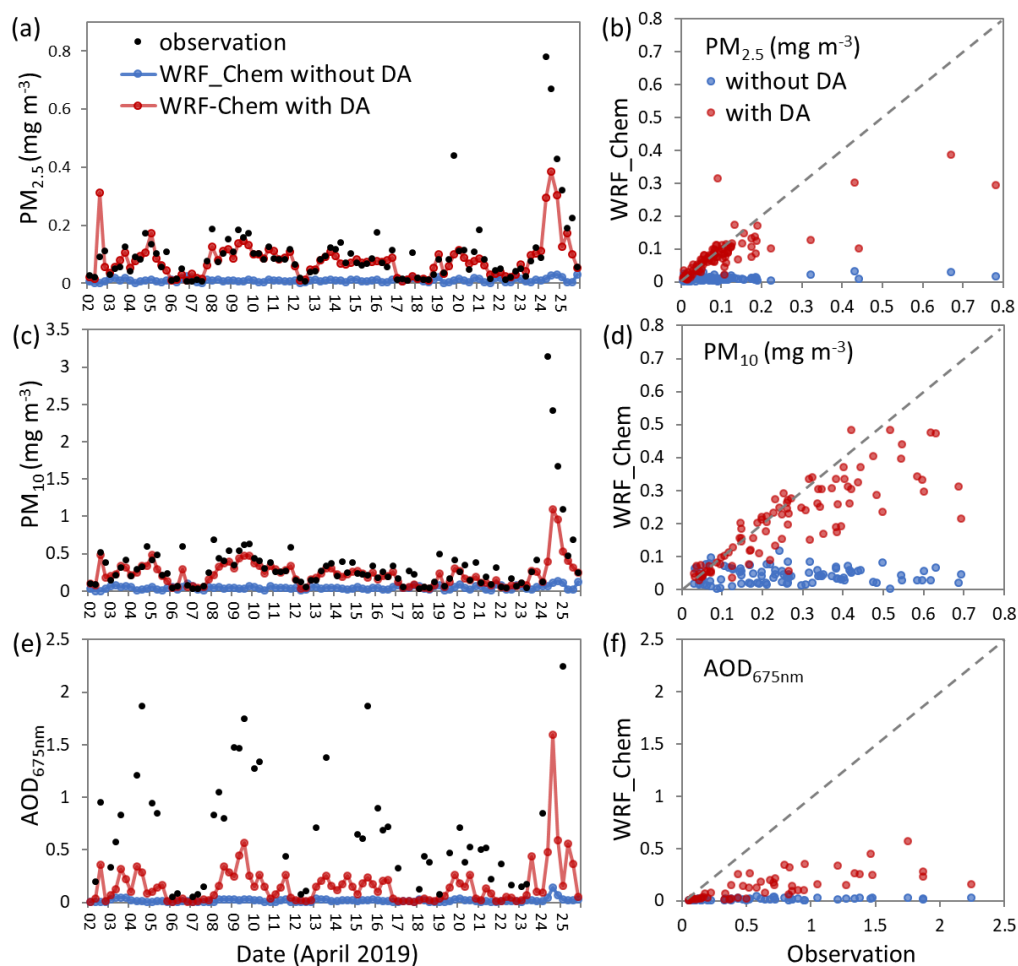 (a)
observation
WRF_Chem without DA
WRF-Chem with DA
PM2.5 (mg m-3)
0.8
0.6
0.4
0.2
0
02 03 04 05 06 07 08 09 10 11 12 13 14 15 16 17 18 19 20 21 22 23 24 25
(b)
PM2.5 (mg m-3)
without DA
with DA
WRF_Chem
0.8
0.7
0.6
0.5
0.4
0.3
0.2
0.1
0
0 0.1 0.2 0.3 0.4 0.5 0.6 0.7 0.8
(c)
PM10 (mg m-3)
3.5
3
2.5
2
1.5
1
0.5
0
02 03 04 05 06 07 08 09 10 11 12 13 14 15 16 17 18 19 20 21 22 23 24 25
(d)
PM10 (mg m-3)
WRF_Chem
0.8
0.7
0.6
0.5
0.4
0.3
0.2
0.1
0
0 0.1 0.2 0.3 0.4 0.5 0.6 0.7 0.8
(e)
AOD675nm
2.5
2
1.5
1
0.5
0
02 03 04 05 06 07 08 09 10 11 12 13 14 15 16 17 18 19 20 21 22 23 24 25
Date (April 2019)
(f)
AOD675nm
WRF_Chem
2.5
2
1.5
1
0.5
0
0 0.5 1 1.5 2 2.5
Observation